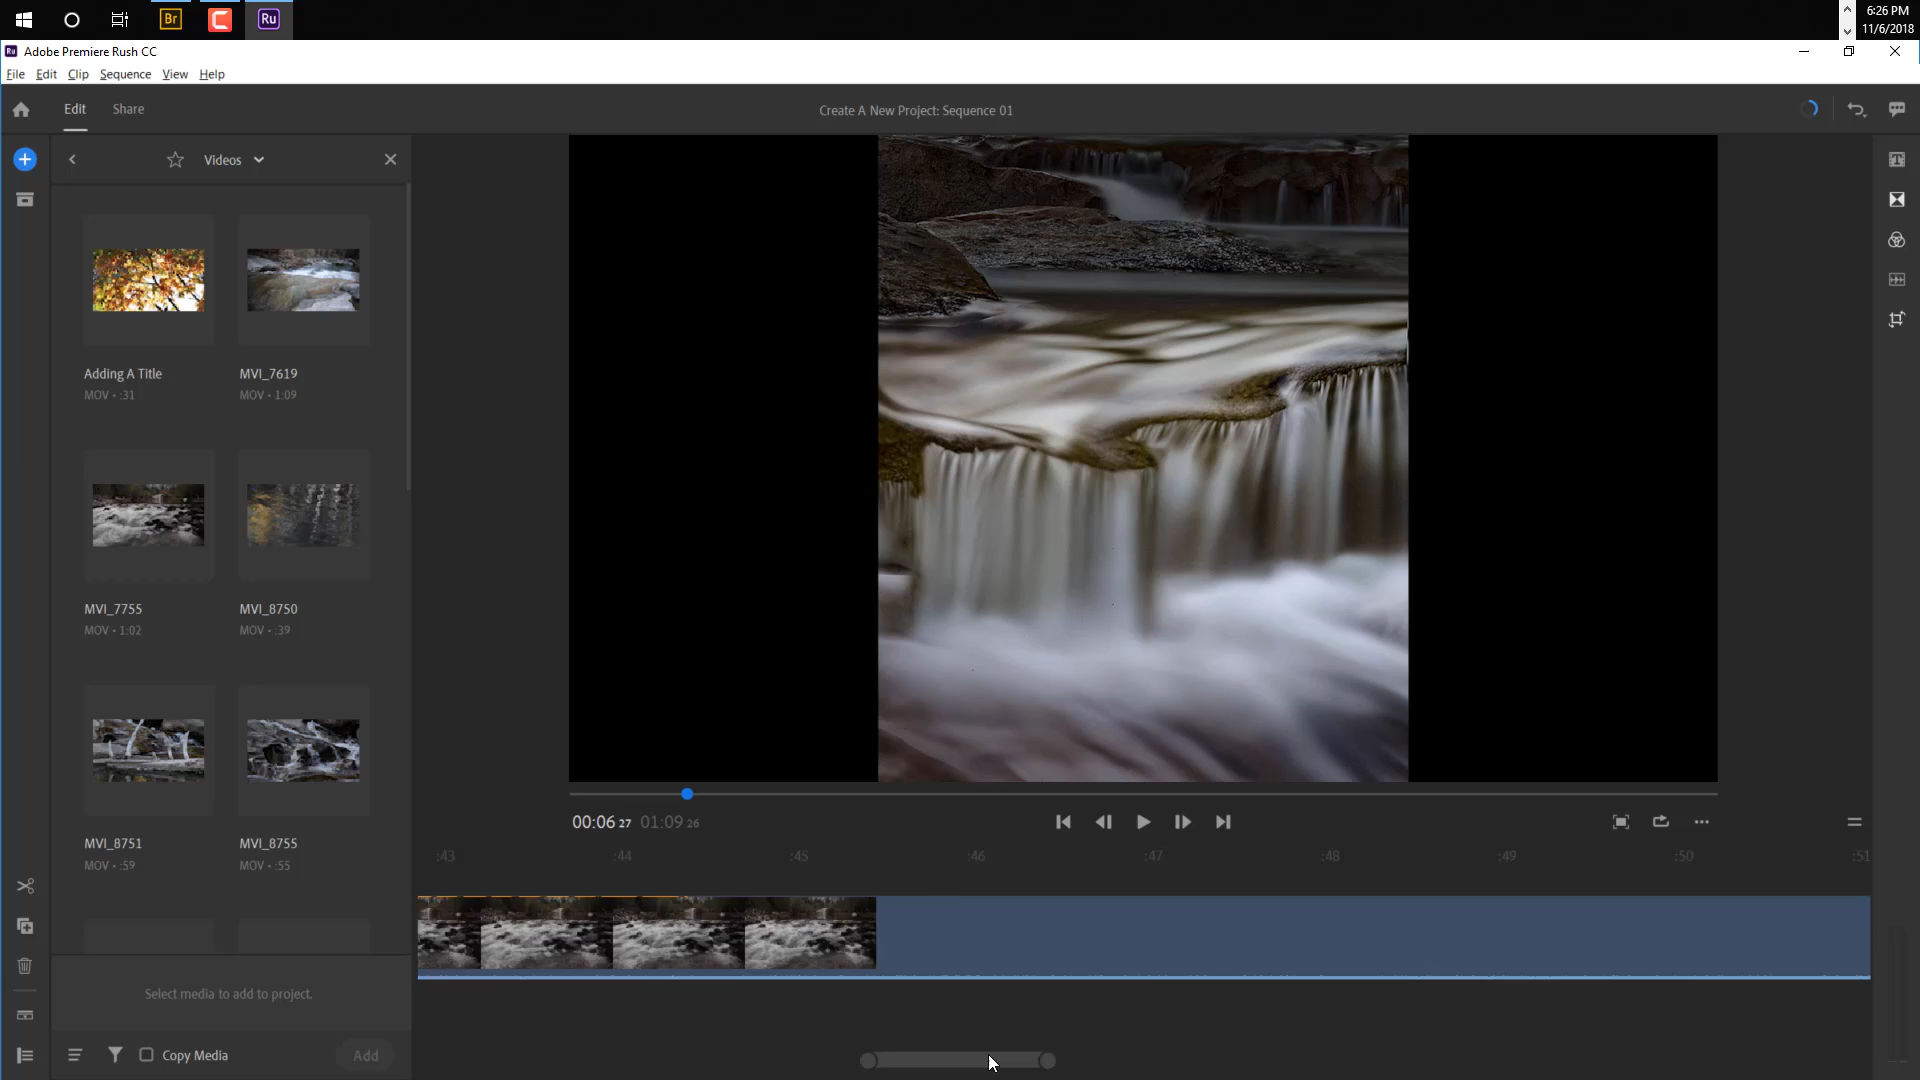 Br
Ru
6:26 PM
11/6/2018
Ru Adobe Premiere Rush CC
File Edit Clip Sequence View Help
Edit Share
Create A New Project: Sequence 01
Videos
Adding A Title
MOV • :31
MVI_7619
MOV • 1:09
MVI_7755
MOV • 1:02
MVI_8750
MOV • :39
MVI_8751
MOV • :59
MVI_8755
MOV • :55
00:06 27 01:09 26
:43 :44 :45 :46 :47 :48 :49 :50 :51
Select media to add to project.
Copy Media
Add